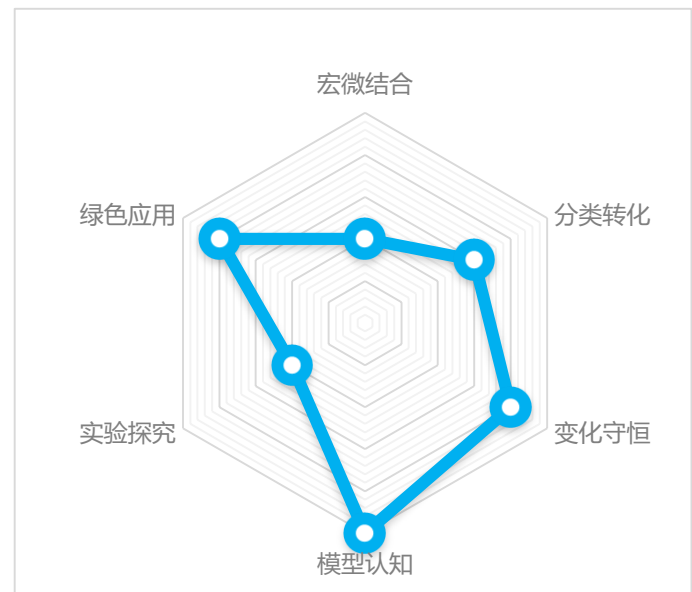 宏微结合
绿色应用
分类转化
实验探究
变化守恒
模型认知